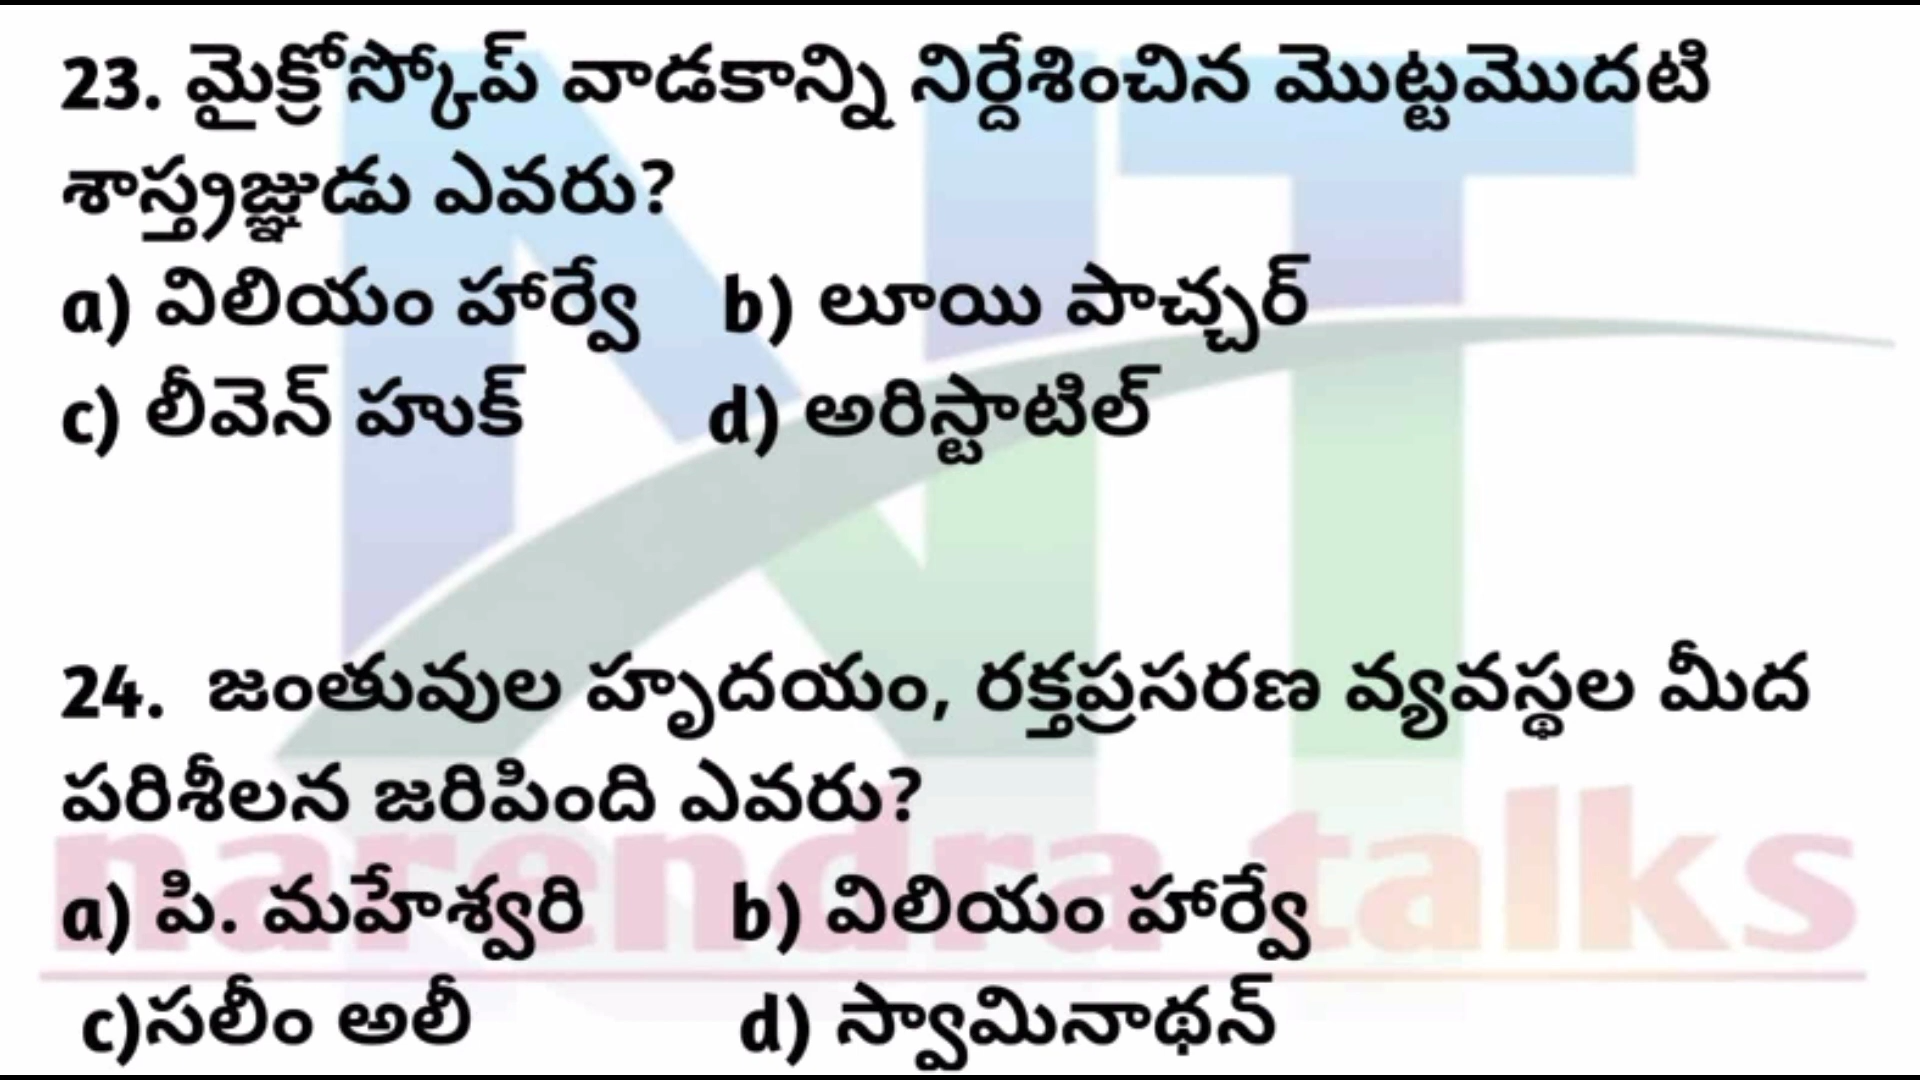 23. మైక్రోస్కోప్ వాడకాన్ని నిర్దేశించిన మొట్టమొదటి
శాస్త్రజ్ఞుడు ఎవరు?
a) విలియం హార్వే b) లూయి పాచ్చర్
c) లీవెన్ హుక్ d) అరిస్టాటిల్
24. జంతువుల హృదయం, రక్తప్రసరణ వ్యవస్థల మీద
పరిశీలన జరిపింది ఎవరు?
narendra talks
a) పి. మహేశ్వరి b) విలియం హార్వే
c)సలీం అలీ d) స్వామినాథన్
NT